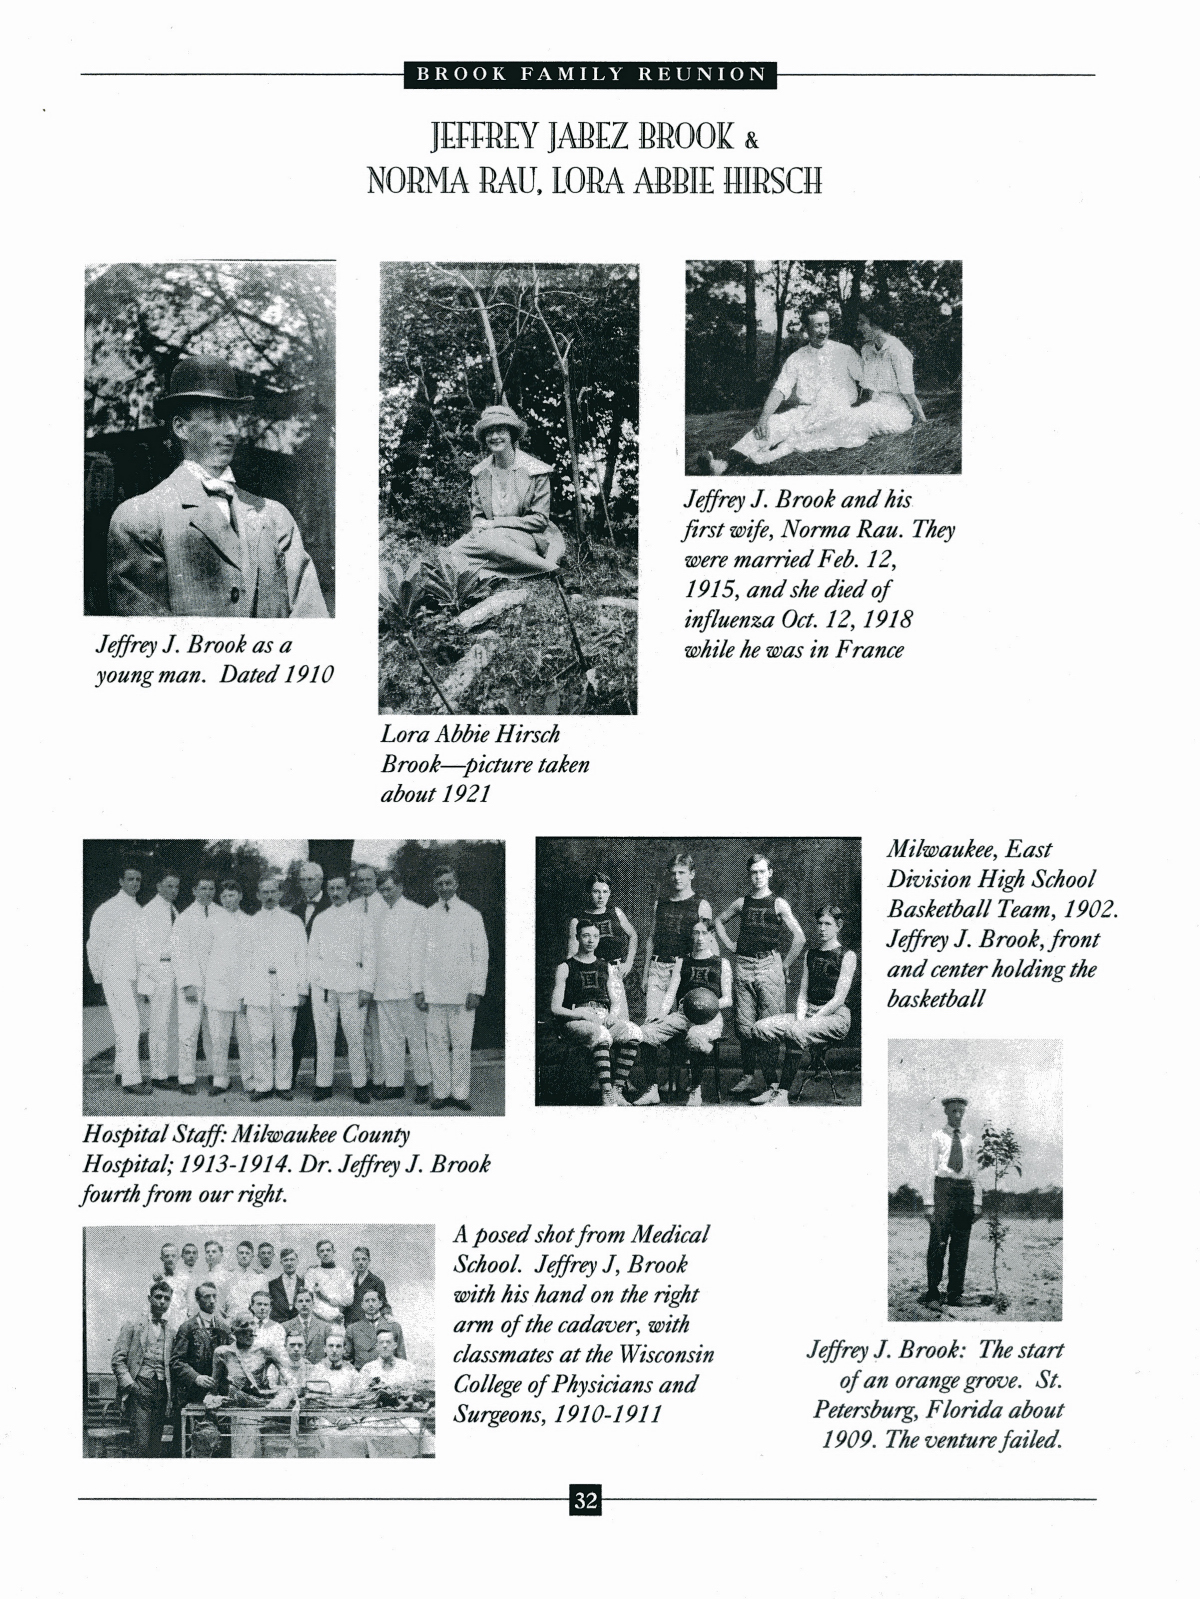 BROOK FAMILY REUNION
JEFFREY JABEZ BROOK &
NORMA RAU, LORA ABBIE HIRSCH
Jeffrey J. Brook as a
young man. Dated 1910
Lora Abbie Hirsch
Brook—picture taken
about 1921
Jeffrey J. Brook and his
first wife, Norma Rau. They
were married Feb. 12,
1915, and she died of
influenza Oct. 12, 1918
while he was in France
Hospital Staff: Milwaukee County
Hospital; 1913-1914. Dr. Jeffrey J. Brook
fourth from our right.
Milwaukee, East
Division High School
Basketball Team, 1902.
Jeffrey J. Brook, front
and center holding the
basketball
A posed shot from Medical
School. Jeffrey J, Brook
with his hand on the right
arm of the cadaver, with
classmates at the Wisconsin
College of Physicians and
Surgeons, 1910-1911
Jeffrey J. Brook: The start
of an orange grove. St.
Petersburg, Florida about
1909. The venture failed.
32